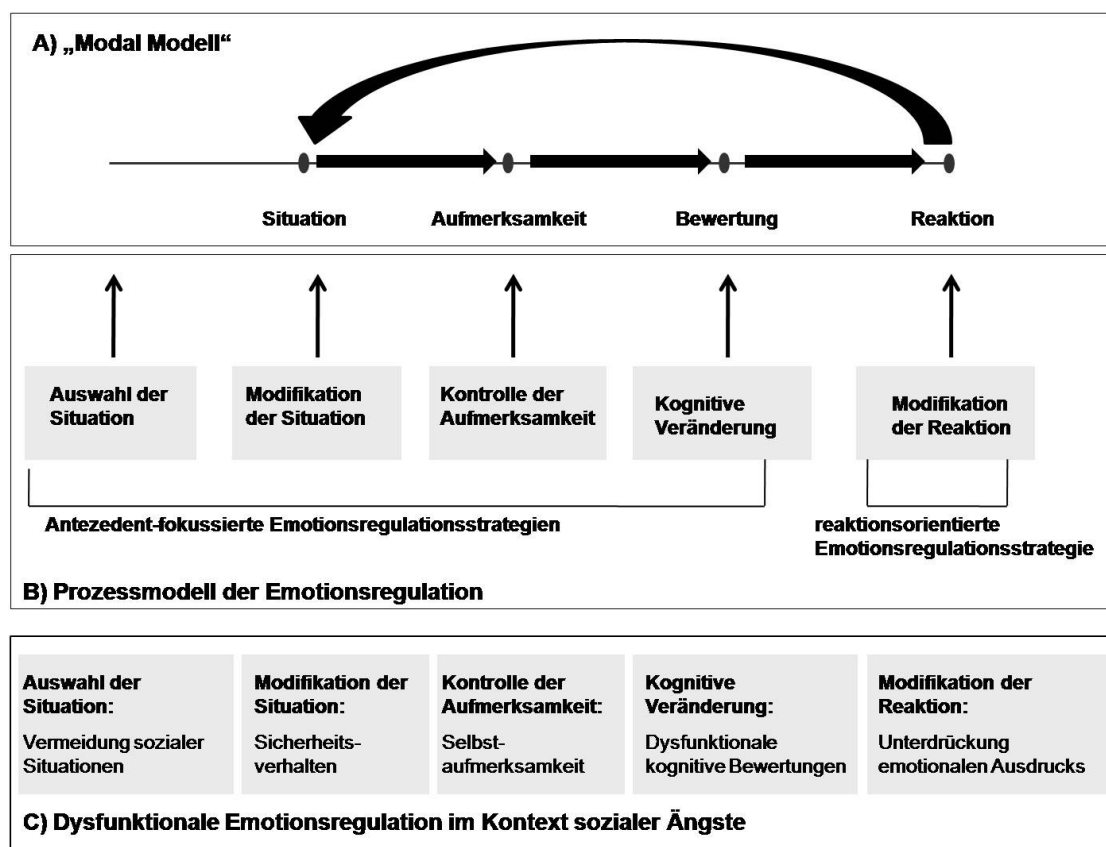 A) „Modal Modell“
Situation
Aufmerksamkeit
Bewertung
Reaktion
Auswahl der
Situation
Modifikation
der Situation
Kontrolle der
Aufmerksamkeit
Kognitive
Veränderung
Modifikation
der Reaktion
Antezedent-fokussierte Emotionsregulationsstrategien
reaktionsorientierte
Emotionsregulationsstrategie
B) Prozessmodell der Emotionsregulation
Auswahl der
Situation:
Vermeidung sozialer
Situationen
Modifikation der
Situation:
Sicherheits-
verhalten
Kontrolle der
Aufmerksamkeit:
Selbst-
aufmerksamkeit
Kognitive
Veränderung:
Dysfunktionale
kognitive Bewertungen
Modifikation der
Reaktion:
Unterdrückung
emotionalen Ausdrucks
C) Dysfunktionale Emotionsregulation im Kontext sozialer Ängste